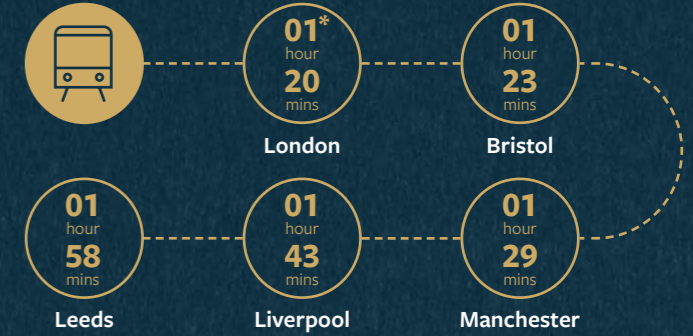 01*
hour
20
mins
London
01
hour
23
mins
Bristol
01
hour
29
mins
Manchester
01
hour
43
mins
Liverpool
01
hour
58
mins
Leeds